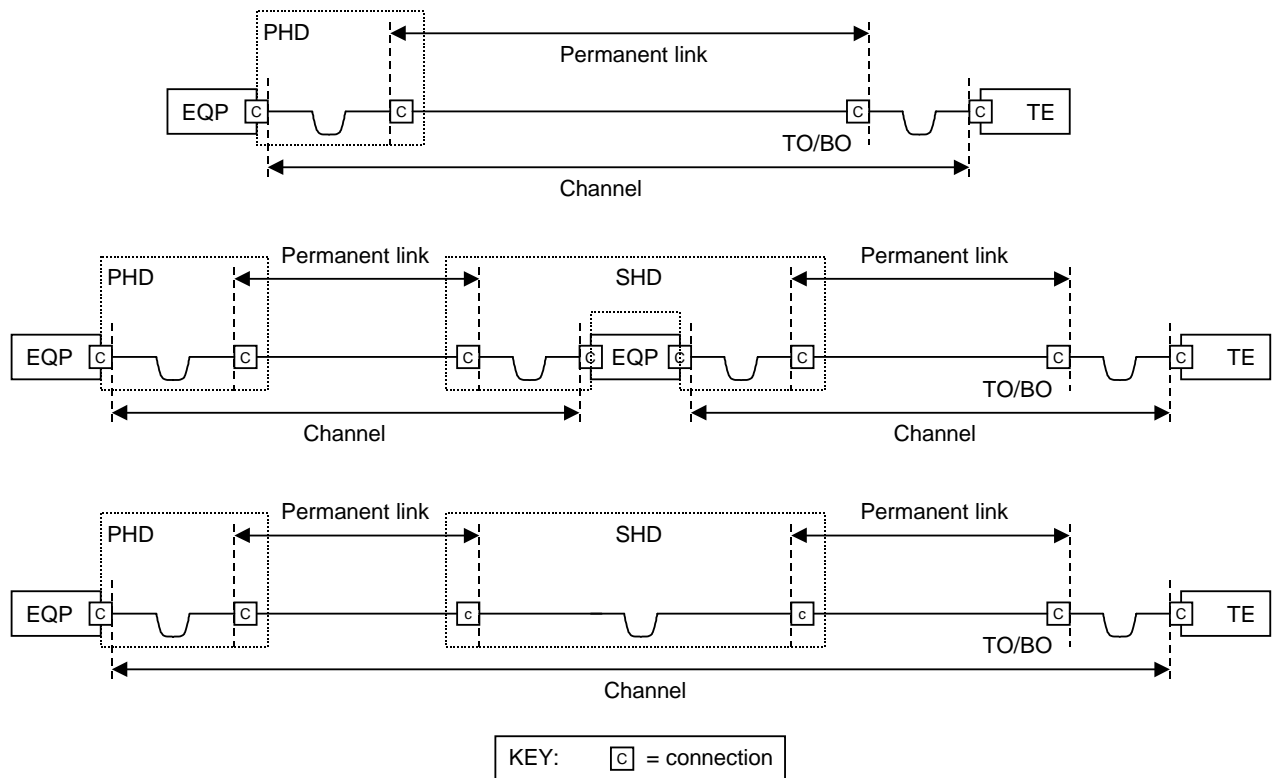 PHD
Permanent link
EQP C C C C TE
TO/BO
Channel
Permanent link Permanent link
PHD SHD
EQP C C C C EQP C C C C TE
TO/BO
Channel Channel
Permanent link Permanent link
PHD SHD
EQP C C c c C C TE
TO/BO
Channel
KEY: C = connection